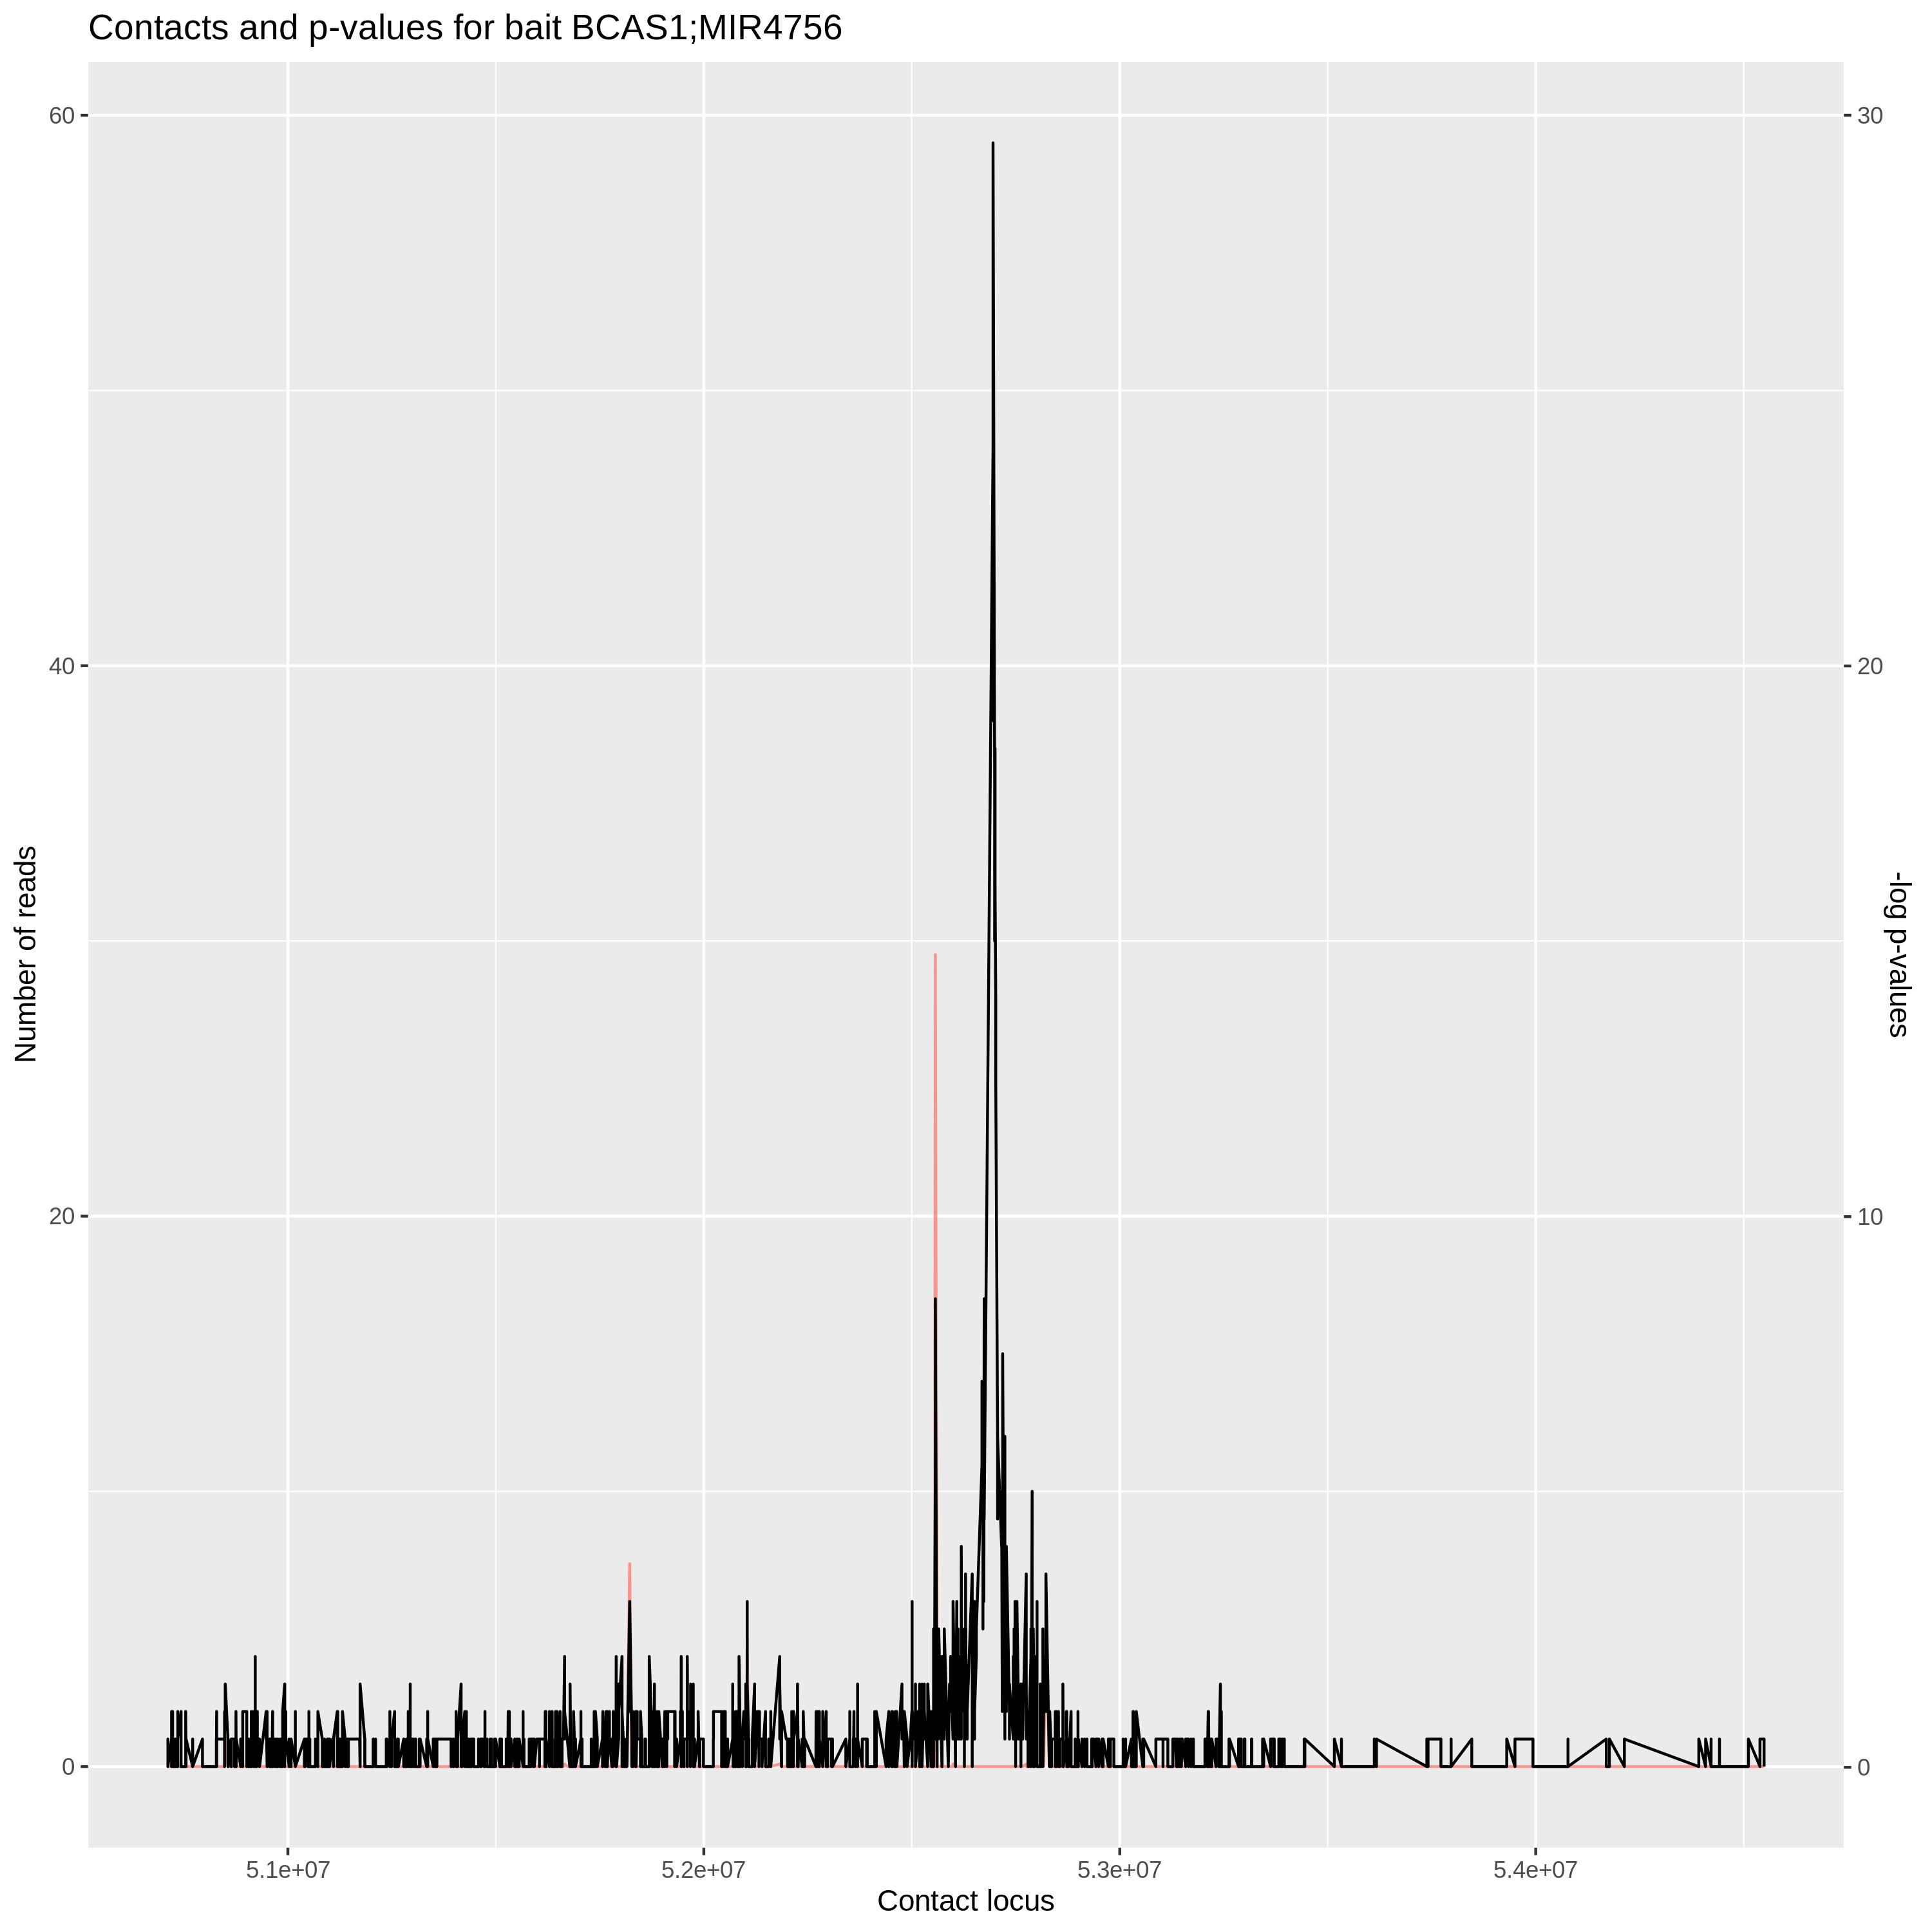 Contacts and p-values for bait BCAS1;MIR4756
60
40
20
0
Number of reads
30
20
10
0
-log p-values
5.1e+07
5.2e+07
5.3e+07
5.4e+07
Contact locus